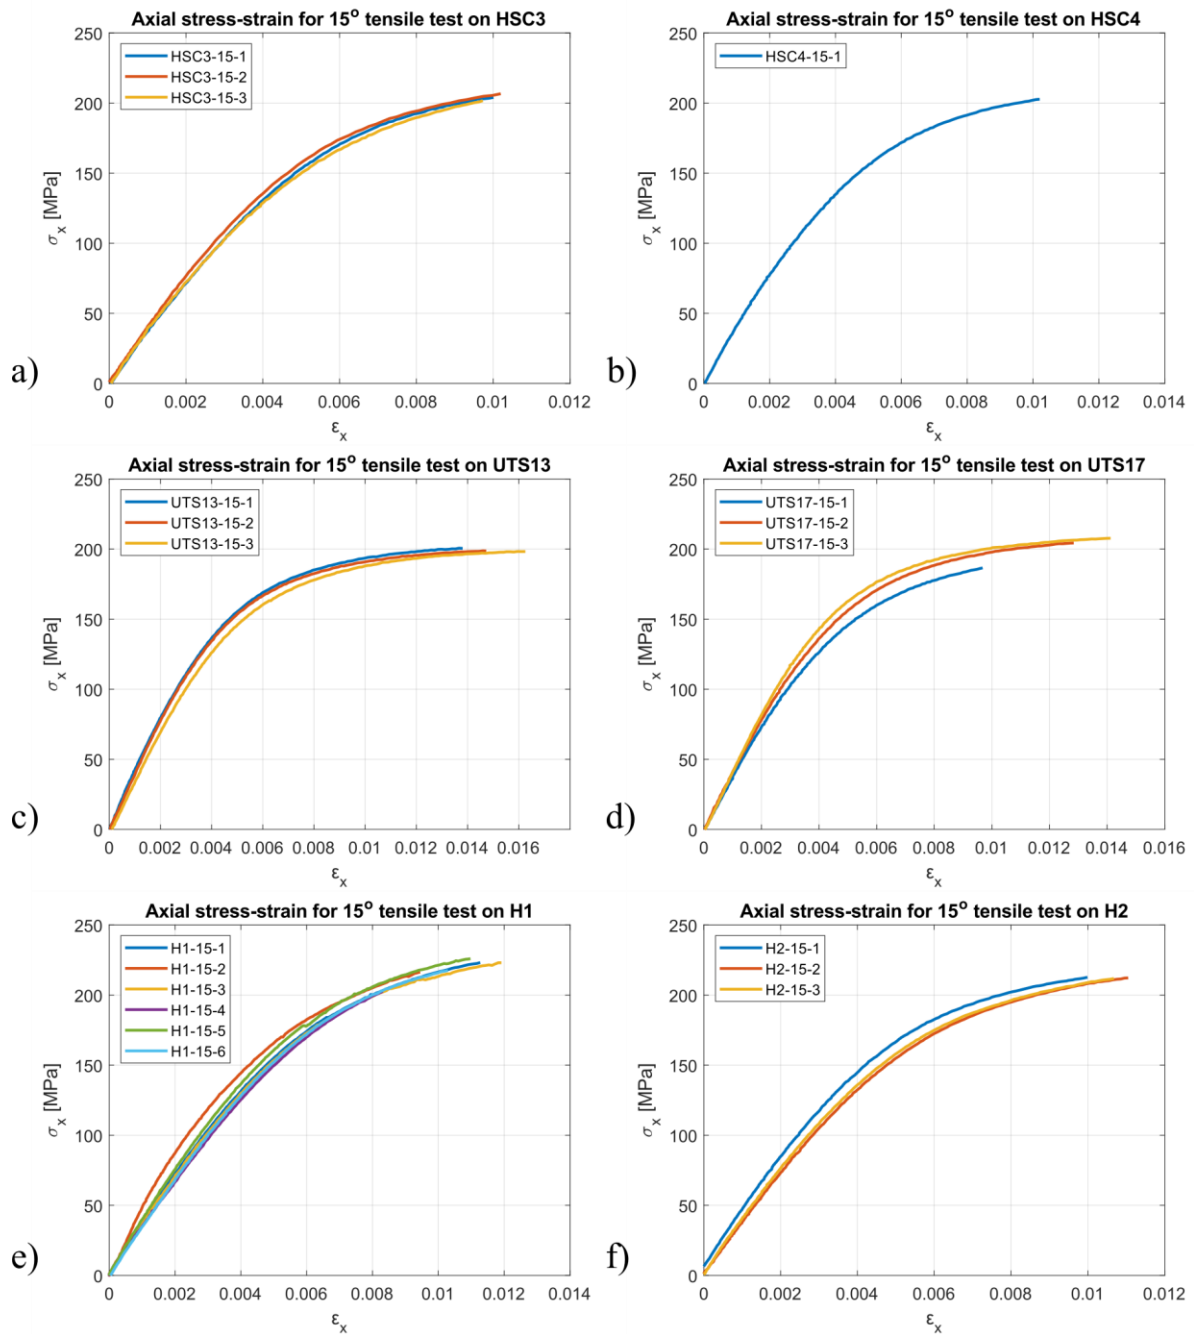 Axial stress-strain for 15° tensile test on HSC3
250
200
150
100
50
0
σx [MPa]
HSC3-15-1
HSC3-15-2
HSC3-15-3
0 0.002 0.004 0.006 0.008 0.01 0.012
εx
a)
Axial stress-strain for 15° tensile test on HSC4
250
200
150
100
50
0
σx [MPa]
HSC4-15-1
0 0.002 0.004 0.006 0.008 0.01 0.012 0.014
εx
b)
Axial stress-strain for 15° tensile test on UTS13
250
200
150
100
50
0
σx [MPa]
UTS13-15-1
UTS13-15-2
UTS13-15-3
0 0.002 0.004 0.006 0.008 0.01 0.012 0.014 0.016
εx
c)
Axial stress-strain for 15° tensile test on UTS17
250
200
150
100
50
0
σx [MPa]
UTS17-15-1
UTS17-15-2
UTS17-15-3
0 0.002 0.004 0.006 0.008 0.01 0.012 0.014 0.016
εx
d)
Axial stress-strain for 15° tensile test on H1
250
200
150
100
50
0
σx [MPa]
H1-15-1
H1-15-2
H1-15-3
H1-15-4
H1-15-5
H1-15-6
0 0.002 0.004 0.006 0.008 0.01 0.012 0.014
εx
e)
Axial stress-strain for 15° tensile test on H2
250
200
150
100
50
0
σx [MPa]
H2-15-1
H2-15-2
H2-15-3
0 0.002 0.004 0.006 0.008 0.01 0.012
εx
f)